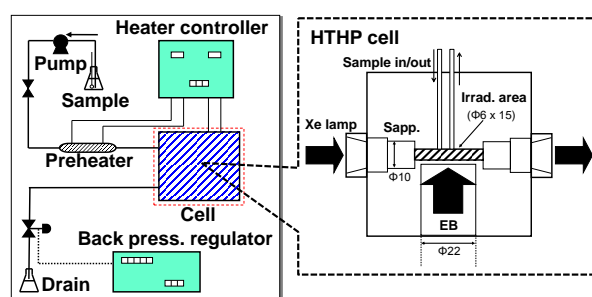 Heater controller
Pump
Sample
Preheater
Cell
Back press. regulator
Drain
HTHP cell
Sample in/out
Irrad. area
(Φ6 x 15)
Xe lamp
Sapp.
Φ10
EB
Φ22